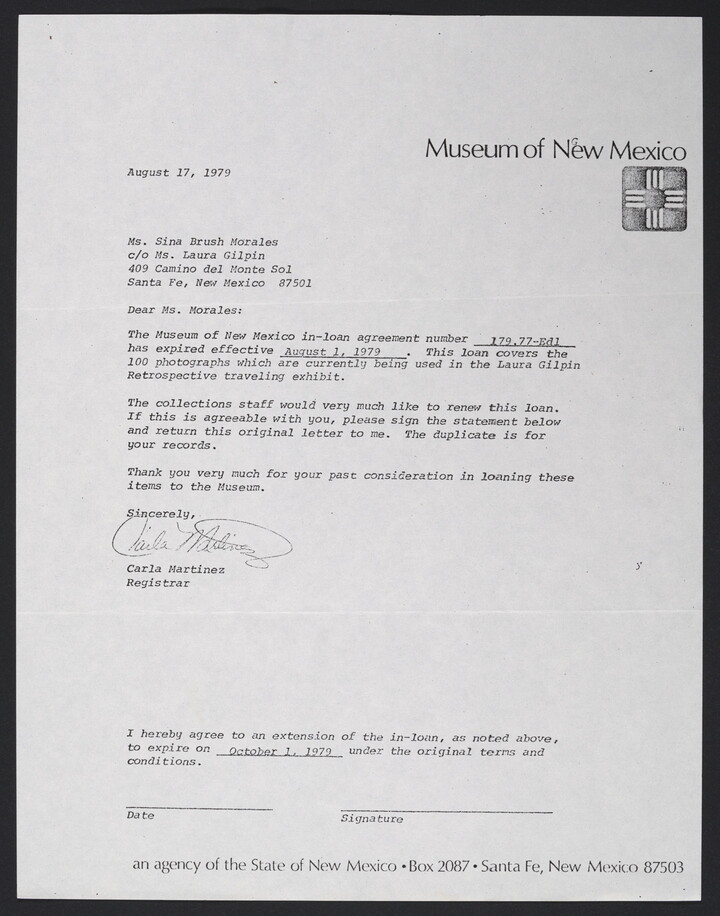 Museum of New Mexico
August 17, 1979
Ms. Sina Brush Morales
c/o Ms. Laura Gilpin
409 Camino del Monte Sol
Santa Fe, New Mexico 87501
Dear Ms. Morales:
The Museum of New Mexico in-loan agreement number 179.77-Ed1
has expired effective August 1, 1979. This loan covers the
100 photographs which are currently being used in the Laura Gilpin
Retrospective traveling exhibit.
The collections staff would very much like to renew this loan.
If this is agreeable with you, please sign the statement below
and return this original letter to me. The duplicate is for
your records.
Thank you very much for your past consideration in loaning these
items to the Museum.
Sincerely,
Carla Martinez
Carla Martinez
Registrar
I hereby agree to an extension of the in-loan, as noted above,
to expire on October 1, 1979 under the original terms and
conditions.
Date Signature
an agency of the State of New Mexico • Box 2087 • Santa Fe, New Mexico 87503